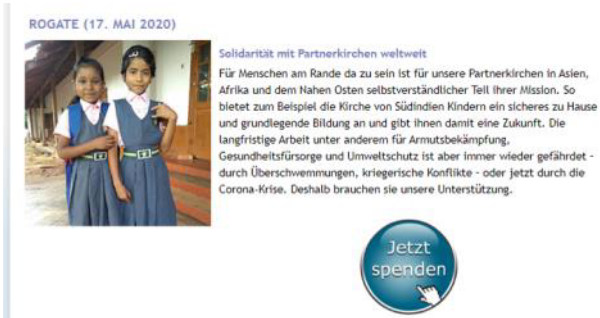 ROGATE (17. MAI 2020)
Solidarität mit Partnerkirchen weltweit
Für Menschen am Rande da zu sein ist für unsere Partnerkirchen in Asien,
Afrika und dem Nahen Osten selbstverständlicher Teil ihrer Mission. So
bietet zum Beispiel die Kirche von Südindien Kindern ein sicheres zu Hause
und grundlegende Bildung an und gibt ihnen damit eine Zukunft. Die
langfristige Arbeit unter anderem für Armutsbekämpfung,
Gesundheitsfürsorge und Umweltschutz ist aber immer wieder gefährdet -
durch Überschwemmungen, kriegerische Konflikte - oder jetzt durch die
Corona-Krise. Deshalb brauchen sie unsere Unterstützung.
Jetzt
spenden